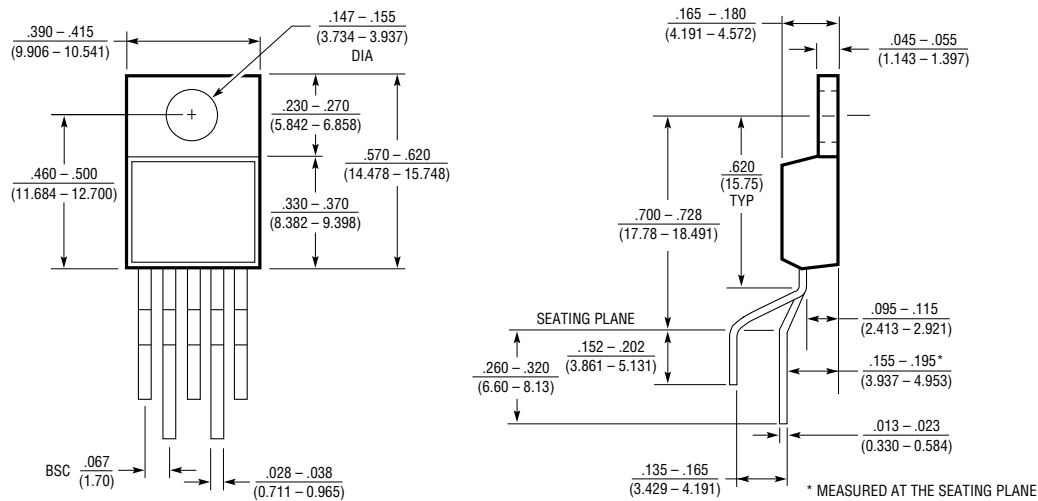 .390 – .415
(9.906 – 10.541)
.147 – .155
(3.734 – 3.937)
DIA
.230 – .270
(5.842 – 6.858)
.460 – .500
(11.684 – 12.700)
.570 – .620
(14.478 – 15.748)
.330 – .370
(8.382 – 9.398)
BSC
.067
(1.70)
.028 – .038
(0.711 – 0.965)
.165 – .180
(4.191 – 4.572)
.045 – .055
(1.143 – 1.397)
.620
(15.75)
TYP
.700 – .728
(17.78 – 18.491)
SEATING PLANE
.152 – .202
(3.861 – 5.131)
.260 – .320
(6.60 – 8.13)
.095 – .115
(2.413 – 2.921)
.155 – .195*
(3.937 – 4.953)
.013 – .023
(0.330 – 0.584)
.135 – .165
(3.429 – 4.191)
* MEASURED AT THE SEATING PLANE